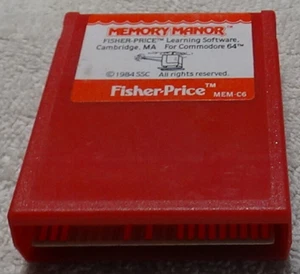 MEMORY MANOR™
FISHER-PRICE™ Learning Software,
Cambridge, MA For Commodore 64™
©1984 SSC All rights reserved.
Fisher-Price™
MEM-C6